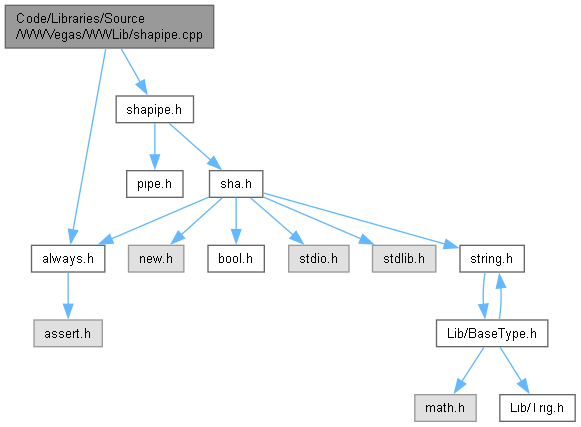 Code/Libraries/Source
/WWVegas/WWLib/shapipe.cpp
shapipe.h
pipe.h
sha.h
always.h
new.h
bool.h
stdio.h
stdlib.h
string.h
assert.h
Lib/BaseType.h
math.h
Lib/Trig.h